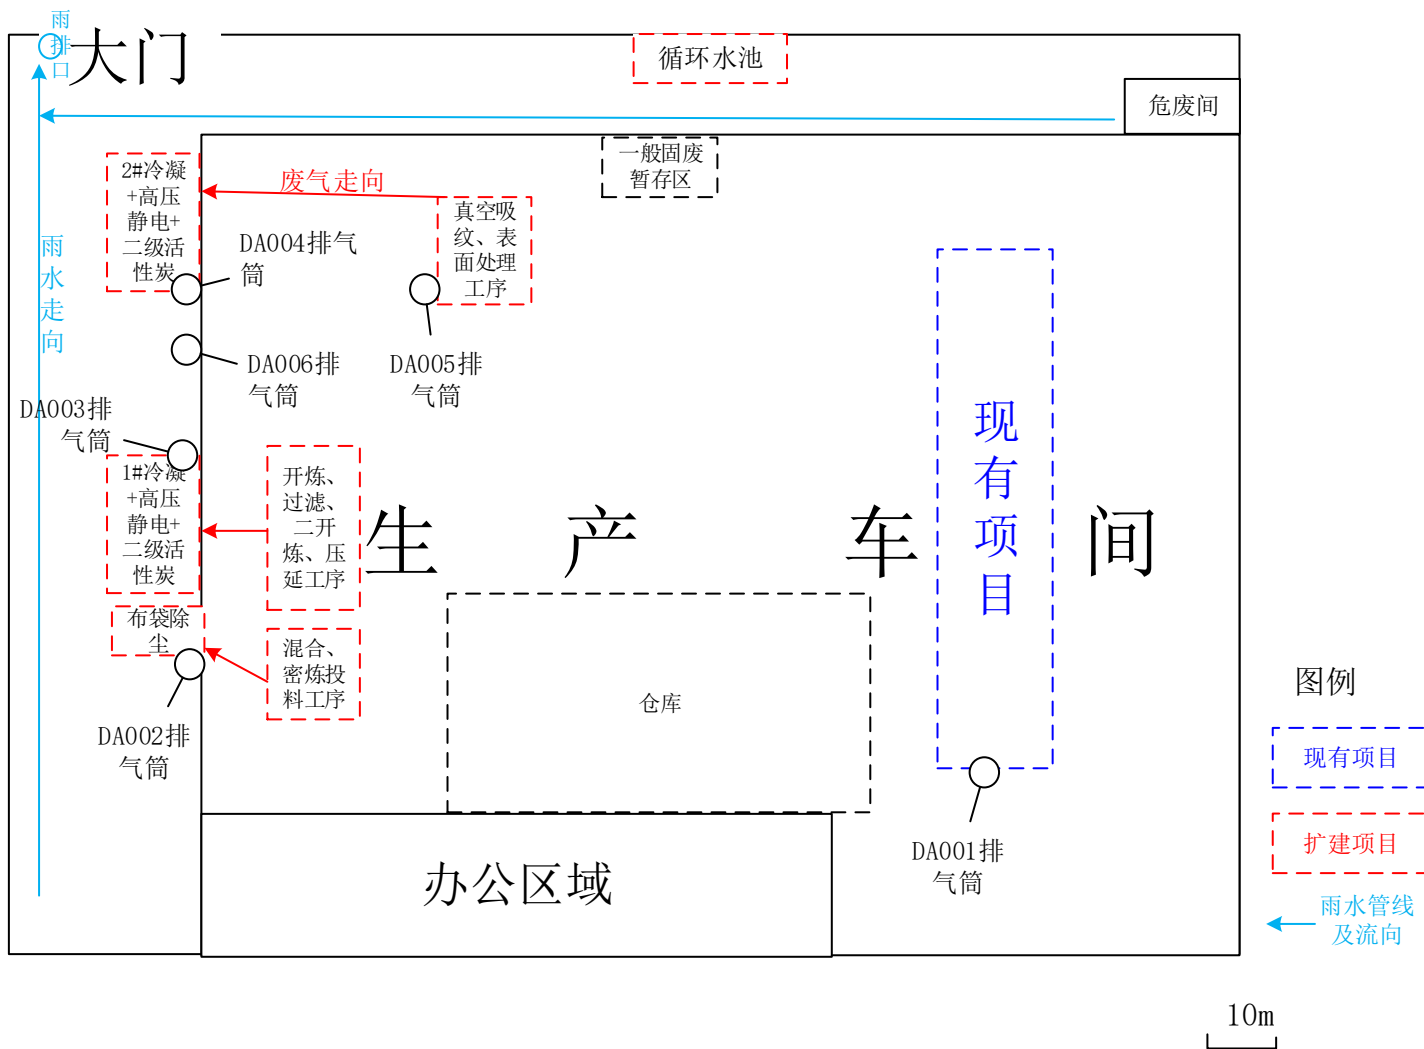 雨
排
口
大门
循环水池
危废间
一般固废
暂存区
2#冷凝
+高压
静电+
二级活
性炭
废气走向
真空吸
纹、表
面处理
工序
雨
水
走
向
DA004排气
筒
DA006排
气筒
DA005排
气筒
DA003排
气筒
1#冷凝
+高压
静电+
二级活
性炭
开炼、
过滤、
二开
炼、压
延工序
生产车间
现
有
项
目
布袋除
尘
混合、
密炼投
料工序
仓库
DA002排
气筒
DA001排
气筒
办公区域
图例
现有项目
扩建项目
雨水管线
及流向
10m